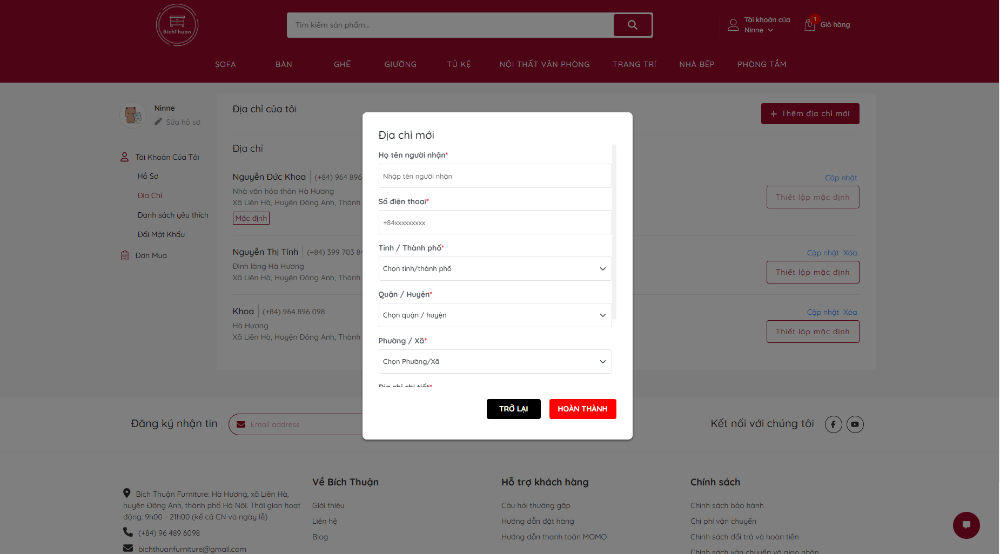 BichThuan
Tìm kiếm sản phẩm...
Tài khoản của
Ninne
1
Giỏ hàng
SOFA
BÀN
GHẾ
GIƯỜNG
TỦ KỆ
NỘI THẤT VĂN PHÒNG
TRANG TRÍ
NHÀ BẾP
PHÒNG TẮM
Ninne
Sửa hồ sơ
Tài Khoản Của Tôi
Hồ Sơ
Địa Chỉ
Danh sách yêu thích
Đổi Mật Khẩu
Đơn Mua
Địa chỉ của tôi
+ Thêm địa chỉ mới
Địa chỉ
Nguyễn Đức Khoa (+84) 964 896
Nhà văn hóa thôn Hà Hương
Xã Liên Hà, Huyện Đông Anh, Thành
Mặc định
Cập nhật
Thiết lập mặc định
Nguyễn Thị Tính (+84) 399 703 84
Đình làng Hà Hương
Xã Liên Hà, Huyện Đông Anh, Thành
Cập nhật Xóa
Thiết lập mặc định
Khoa (+84) 964 896 098
Hà Hương
Xã Liên Hà, Huyện Đông Anh, Thành
Cập nhật Xóa
Thiết lập mặc định
Địa chỉ mới
Họ tên người nhận*
Nhập tên người nhận
Số điện thoại*
+84xxxxxxxxx
Tỉnh / Thành phố*
Chọn tỉnh/thành phố
Quận / Huyện*
Chọn quận / huyện
Phường / Xã*
Chọn Phường/Xã
Địa chỉ chi tiết*
TRỞ LẠI
HOÀN THÀNH
Đăng ký nhận tin
Email address
Kết nối với chúng tôi
Bích Thuận Furniture: Hà Hương, xã Liên Hà,
huyện Đông Anh, thành phố Hà Nội. Thời gian hoạt
động: 9h00 - 21h00 (kể cả CN và ngày lễ)
(+84) 96 489 6098
bichthuanfurniture@gmail.com
Về Bích Thuận
Giới thiệu
Liên hệ
Blog
Hỗ trợ khách hàng
Câu hỏi thường gặp
Hướng dẫn đặt hàng
Hướng dẫn thanh toán MOMO
Chính sách
Chính sách bảo hành
Chi phí vận chuyển
Chính sách đổi trả và hoàn tiền
Chính sách vận chuyển và giao nhận